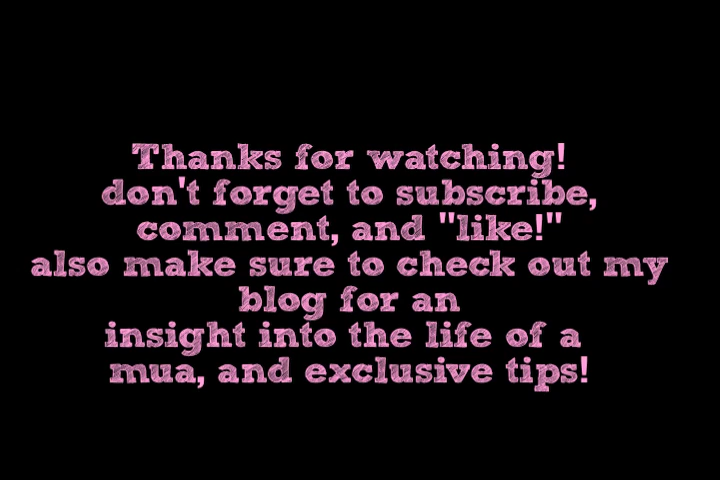 Thanks for watching!
don't forget to subscribe,
comment, and "like!"
also make sure to check out my
blog for an
insight into the life of a
mua, and exclusive tips!